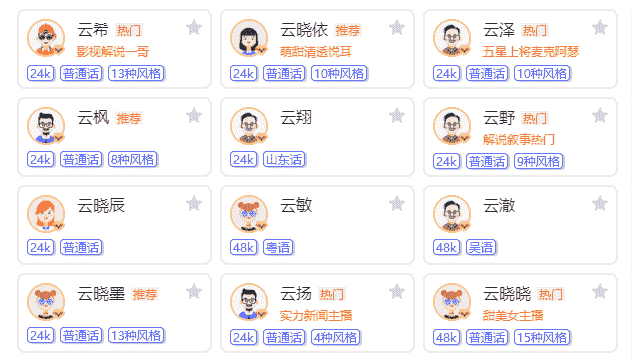 云希 热门
影视解说一哥
24k 普通话 13种风格
云晓依 推荐
萌甜清透悦耳
24k 普通话 10种风格
云泽 热门
五星上将麦克阿瑟
24k 普通话 10种风格
云枫 推荐
24k 普通话 8种风格
云翔
24k 山东话
云野 热门
解说叙事热门
24k 普通话 9种风格
云晓辰
24k 普通话
云敏
48k 粤语
云澈
48k 吴语
云晓墨 推荐
24k 普通话 13种风格
云扬 热门
实力新闻主播
24k 普通话 4种风格
云晓晓 热门
甜美女主播
48k 普通话 15种风格